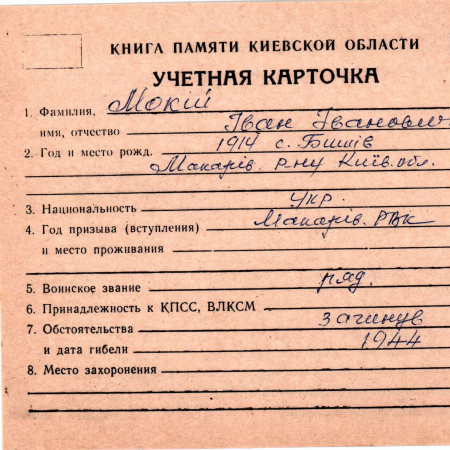 КНИГА ПАМЯТИ КИЕВСКОЙ ОБЛАСТИ
УЧЕТНАЯ КАРТОЧКА
1. Фамилия, Мокій
имя, отчество Іван Іванович
2. Год и место рожд. 1914 с. Бишів
Макарів. р-ну Київ. обл.
3. Национальность укр.
4. Год призыва (вступления) Макарів. РВК
и место проживания
5. Воинское звание ряд.
6. Принадлежность к КПСС, ВЛКСМ
7. Обстоятельства загинув
и дата гибели 1944
8. Место захоронения